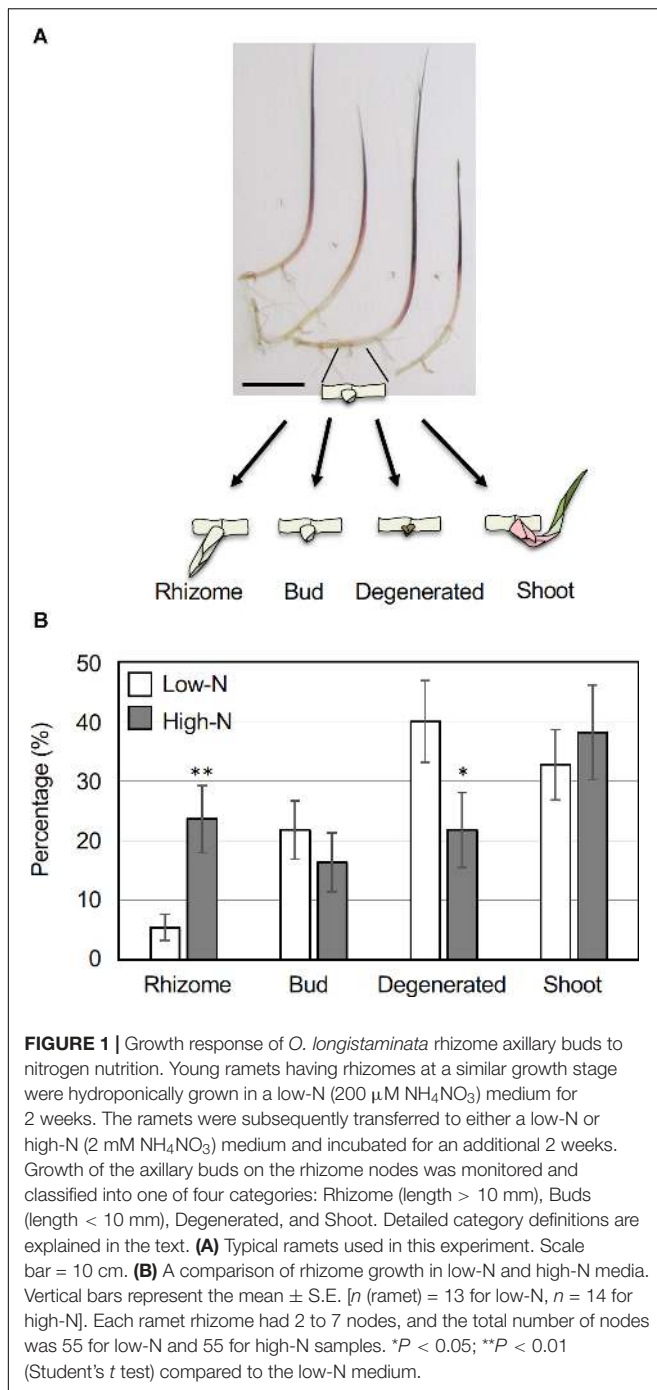 A
Rhizome Bud Degenerated Shoot
B
50
40
30
20
10
0
Percentage (%)
Low-N
High-N
**
*
Rhizome Bud Degenerated Shoot
FIGURE 1 | Growth response of O. longistaminata rhizome axillary buds to
nitrogen nutrition. Young ramets having rhizomes at a similar growth stage
were hydroponically grown in a low-N (200 μM NH₄NO₃) medium for
2 weeks. The ramets were subsequently transferred to either a low-N or
high-N (2 mM NH₄NO₃) medium and incubated for an additional 2 weeks.
Growth of the axillary buds on the rhizome nodes was monitored and
classified into one of four categories: Rhizome (length > 10 mm), Buds
(length < 10 mm), Degenerated, and Shoot. Detailed category definitions are
explained in the text. (A) Typical ramets used in this experiment. Scale
bar = 10 cm. (B) A comparison of rhizome growth in low-N and high-N media.
Vertical bars represent the mean ± S.E. [n (ramet) = 13 for low-N, n = 14 for
high-N]. Each ramet rhizome had 2 to 7 nodes, and the total number of nodes
was 55 for low-N and 55 for high-N samples. *P < 0.05; **P < 0.01
(Student's t test) compared to the low-N medium.